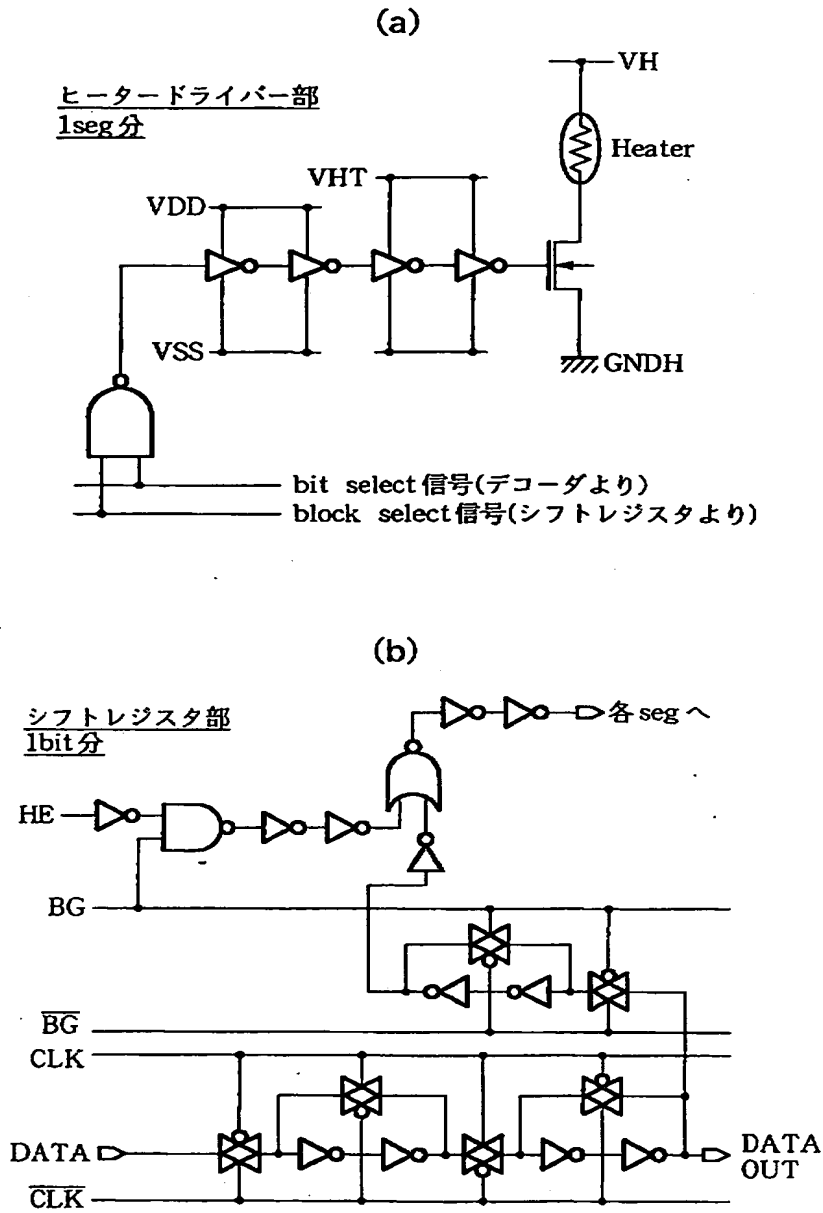 (a)
ヒータードライバー部
1seg分
VH
Heater
VHT
VDD
VSS
GNDH
bit select信号(デコーダより)
block select信号(シフトレジスタより)
(b)
シフトレジスタ部
1bit分
各segへ
HE
BG
B̅G̅
CLK
DATA
DATA
OUT
C̅L̅K̅